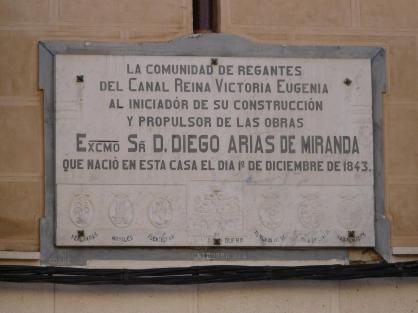 LA COMUNIDAD DE REGANTES
DEL CANAL REINA VICTORIA EUGENIA
AL INICIADOR DE SU CONSTRUCCIÓN
Y PROPULSOR DE LAS OBRAS
EXCMO SR D. DIEGO ARIAS DE MIRANDA
QUE NACIÓ EN ESTA CASA EL DIA 1º DE DICIEMBRE DE 1843.
DUERO